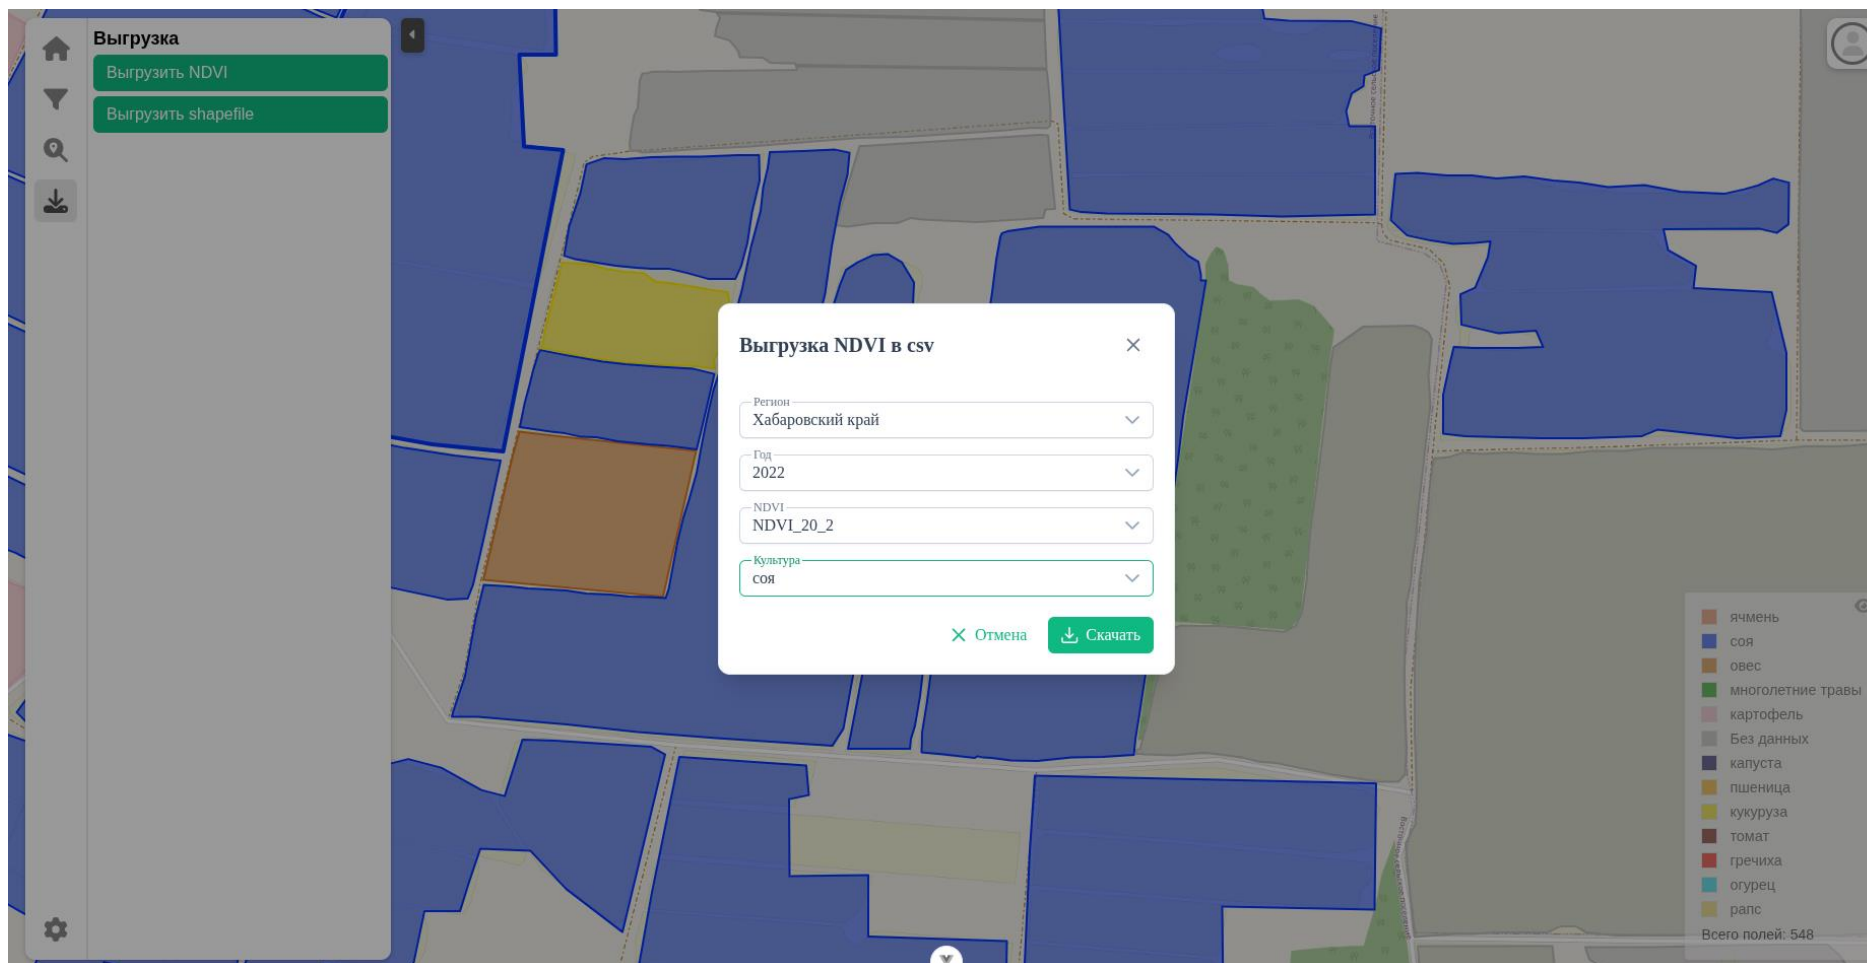 Выгрузка
Выгрузить NDVI
Выгрузить shapefile
Выгрузка NDVI в csv
Регион
Хабаровский край
Год
2022
NDVI
NDVI_20_2
Культура
соя
Отмена
Скачать
ячмень
соя
овес
многолетние травы
картофель
Без данных
капуста
пшеница
кукуруза
томат
гречиха
огурец
рапс
Всего полей: 548